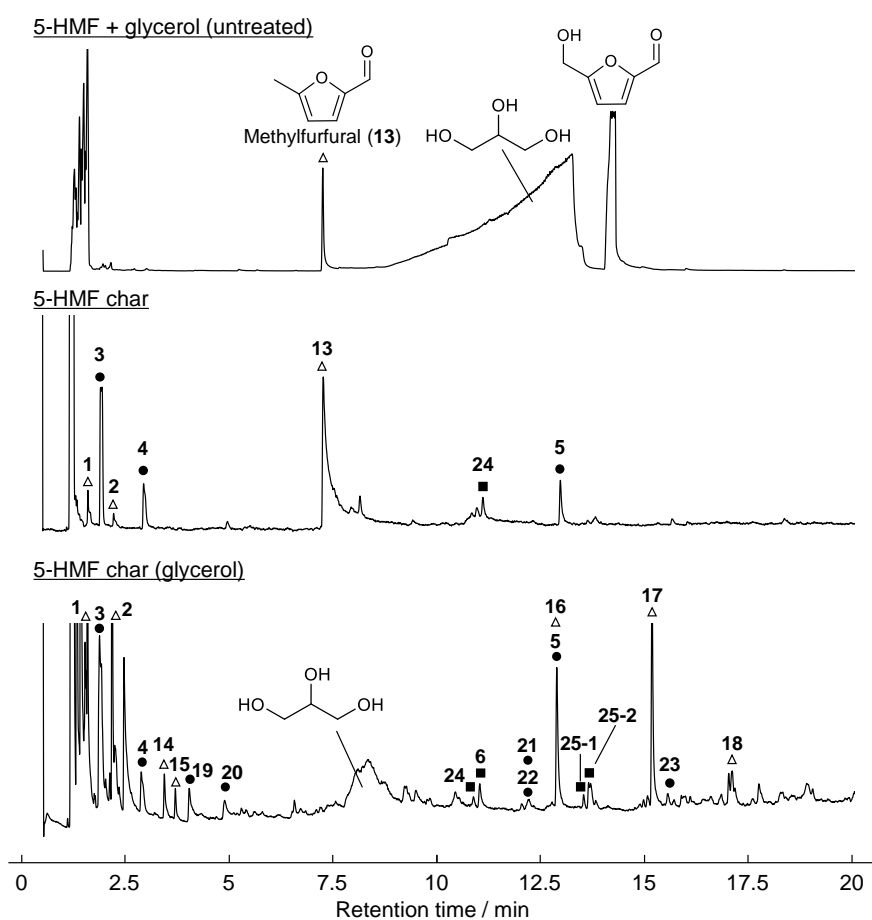 5-HMF + glycerol (untreated)
OH
O
O
Methylfurfural (13)
HO
OH
OH
OH
O
O
5-HMF char
3
1
2
4
13
24
5
5-HMF char (glycerol)
1
3
2
4
14
15
19
20
HO
OH
OH
24
6
21
22
16
5
25-1
25-2
17
23
18
0
2.5
5
7.5
10
12.5
15
17.5
20
Retention time / min